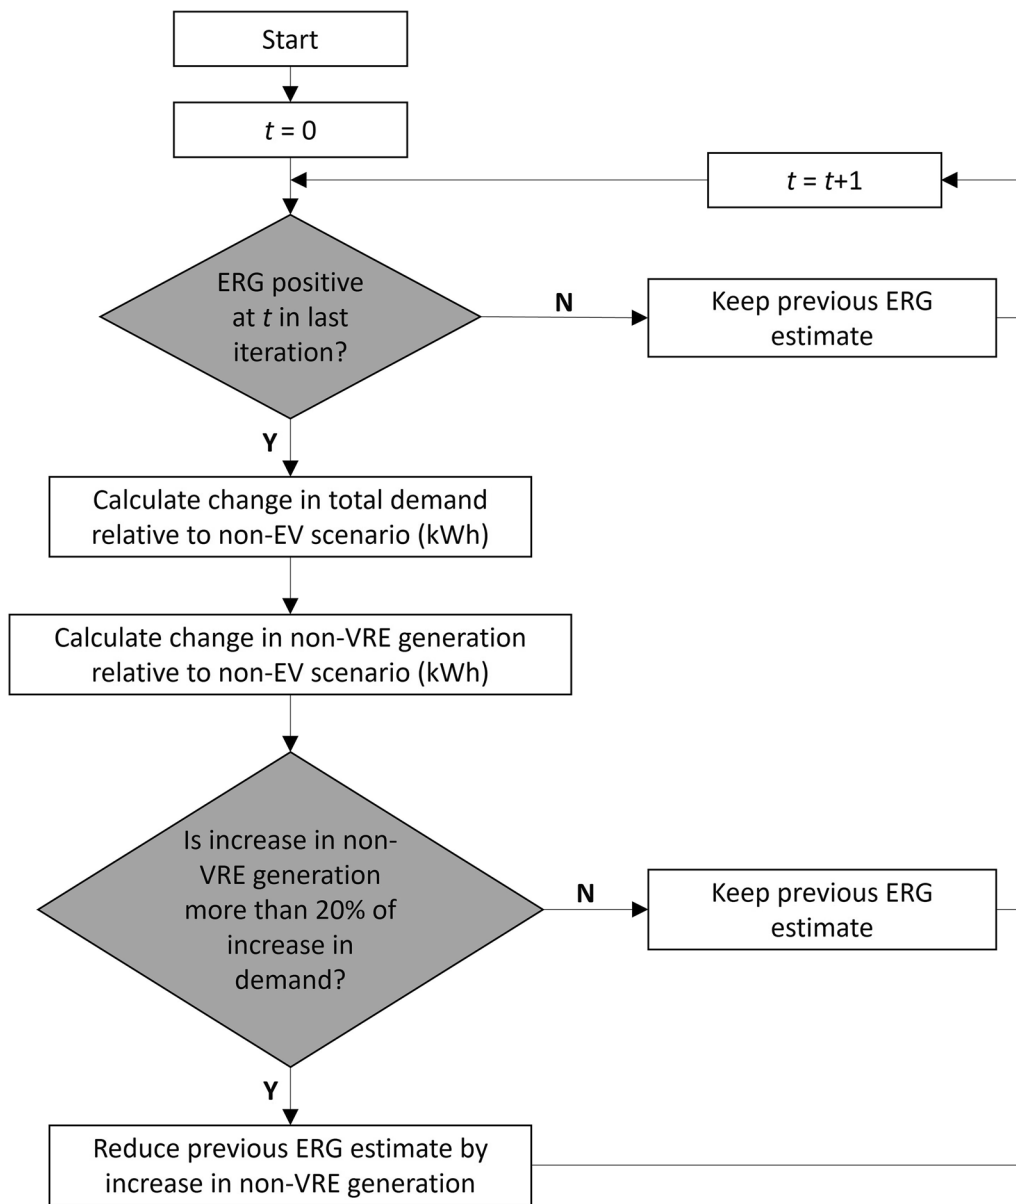 Start
t = 0
t = t+1
ERG positive
at t in last
iteration?
N
Keep previous ERG
estimate
Y
Calculate change in total demand
relative to non-EV scenario (kWh)
Calculate change in non-VRE generation
relative to non-EV scenario (kWh)
Is increase in non-
VRE generation
more than 20% of
increase in
demand?
N
Keep previous ERG
estimate
Y
Reduce previous ERG estimate by
increase in non-VRE generation